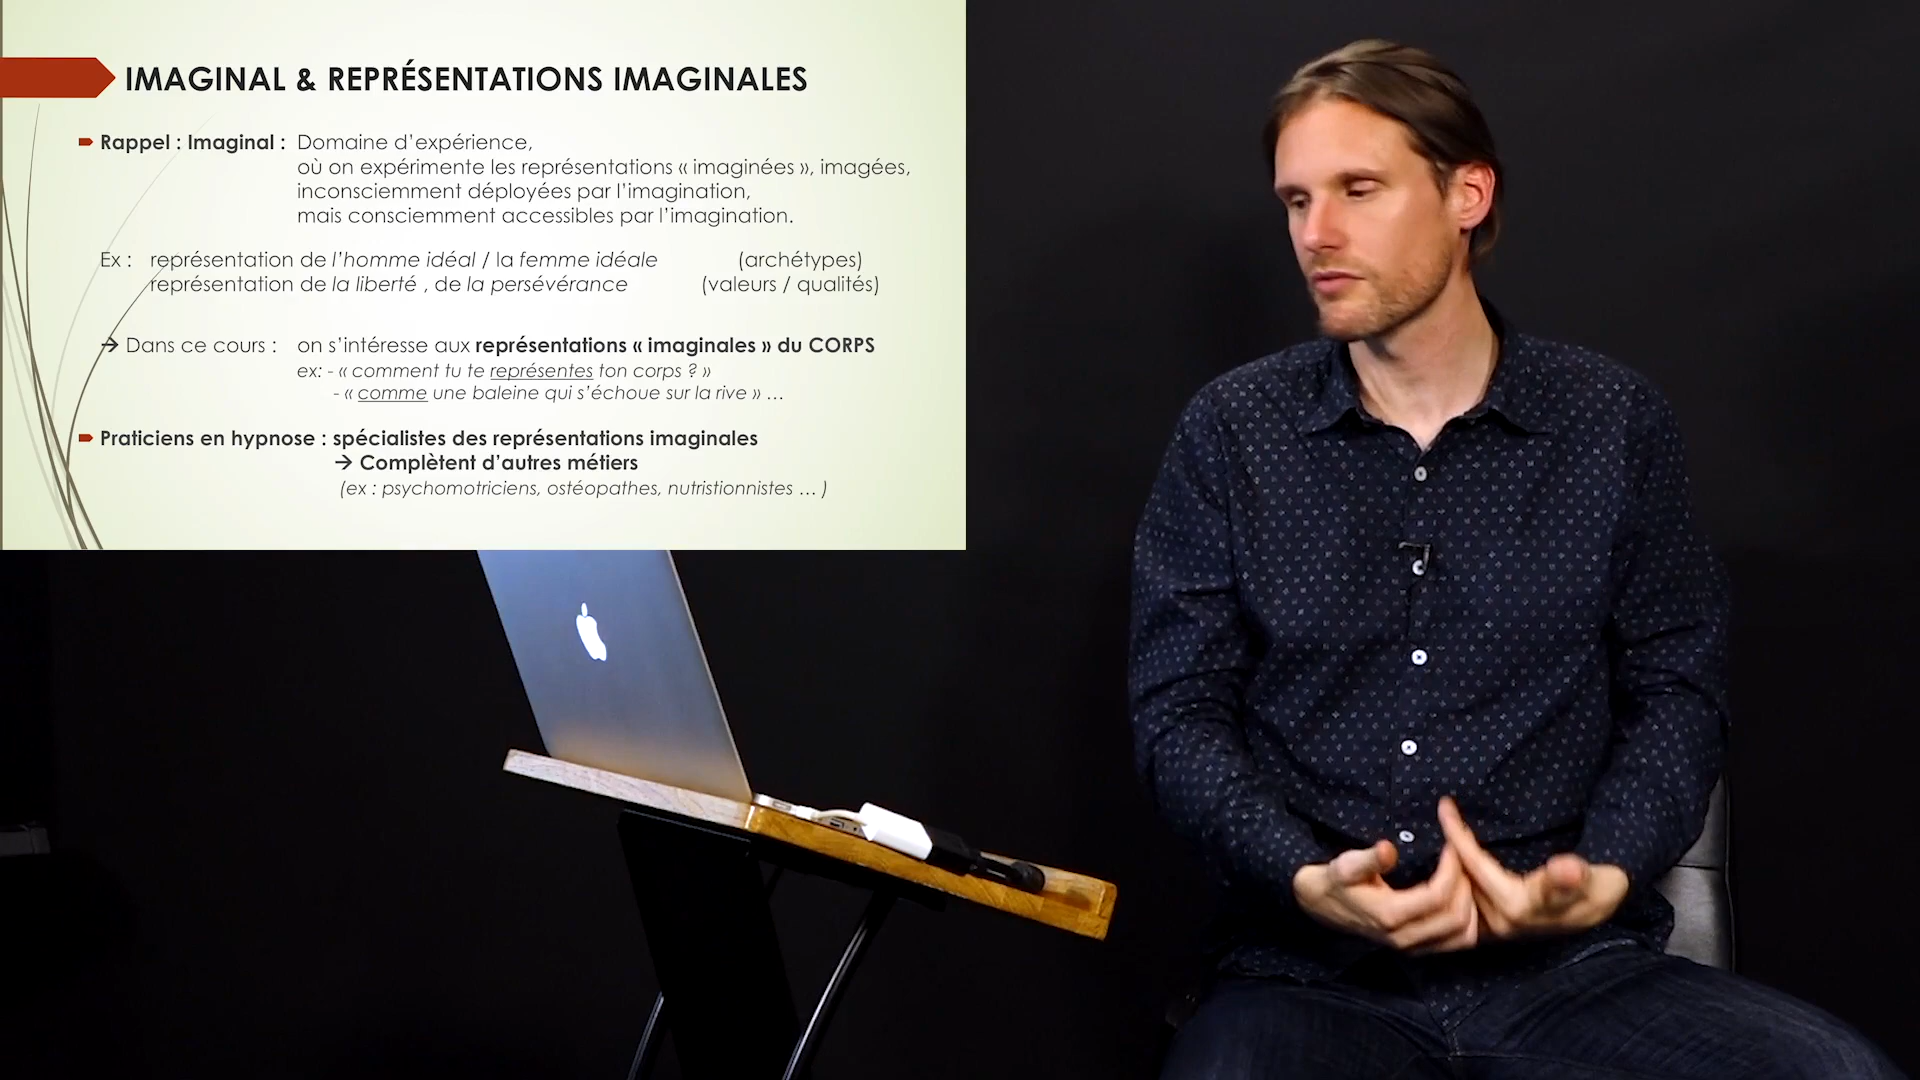 IMAGINAL & REPRÉSENTATIONS IMAGINALES
Rappel : Imaginal : Domaine d’expérience,
où on expérimente les représentations « imaginées », imagées,
inconsciemment déployées par l’imagination,
mais consciemment accessibles par l’imagination.
Ex : représentation de l’homme idéal / la femme idéale (archétypes)
représentation de la liberté , de la persévérance (valeurs / qualités)
→ Dans ce cours : on s’intéresse aux représentations « imaginales » du CORPS
ex: - « comment tu te représentes ton corps ? »
- « comme une baleine qui s’échoue sur la rive » …
Praticiens en hypnose : spécialistes des représentations imaginales
→ Complètent d’autres métiers
(ex : psychomotriciens, ostéopathes, nutristionnistes … )